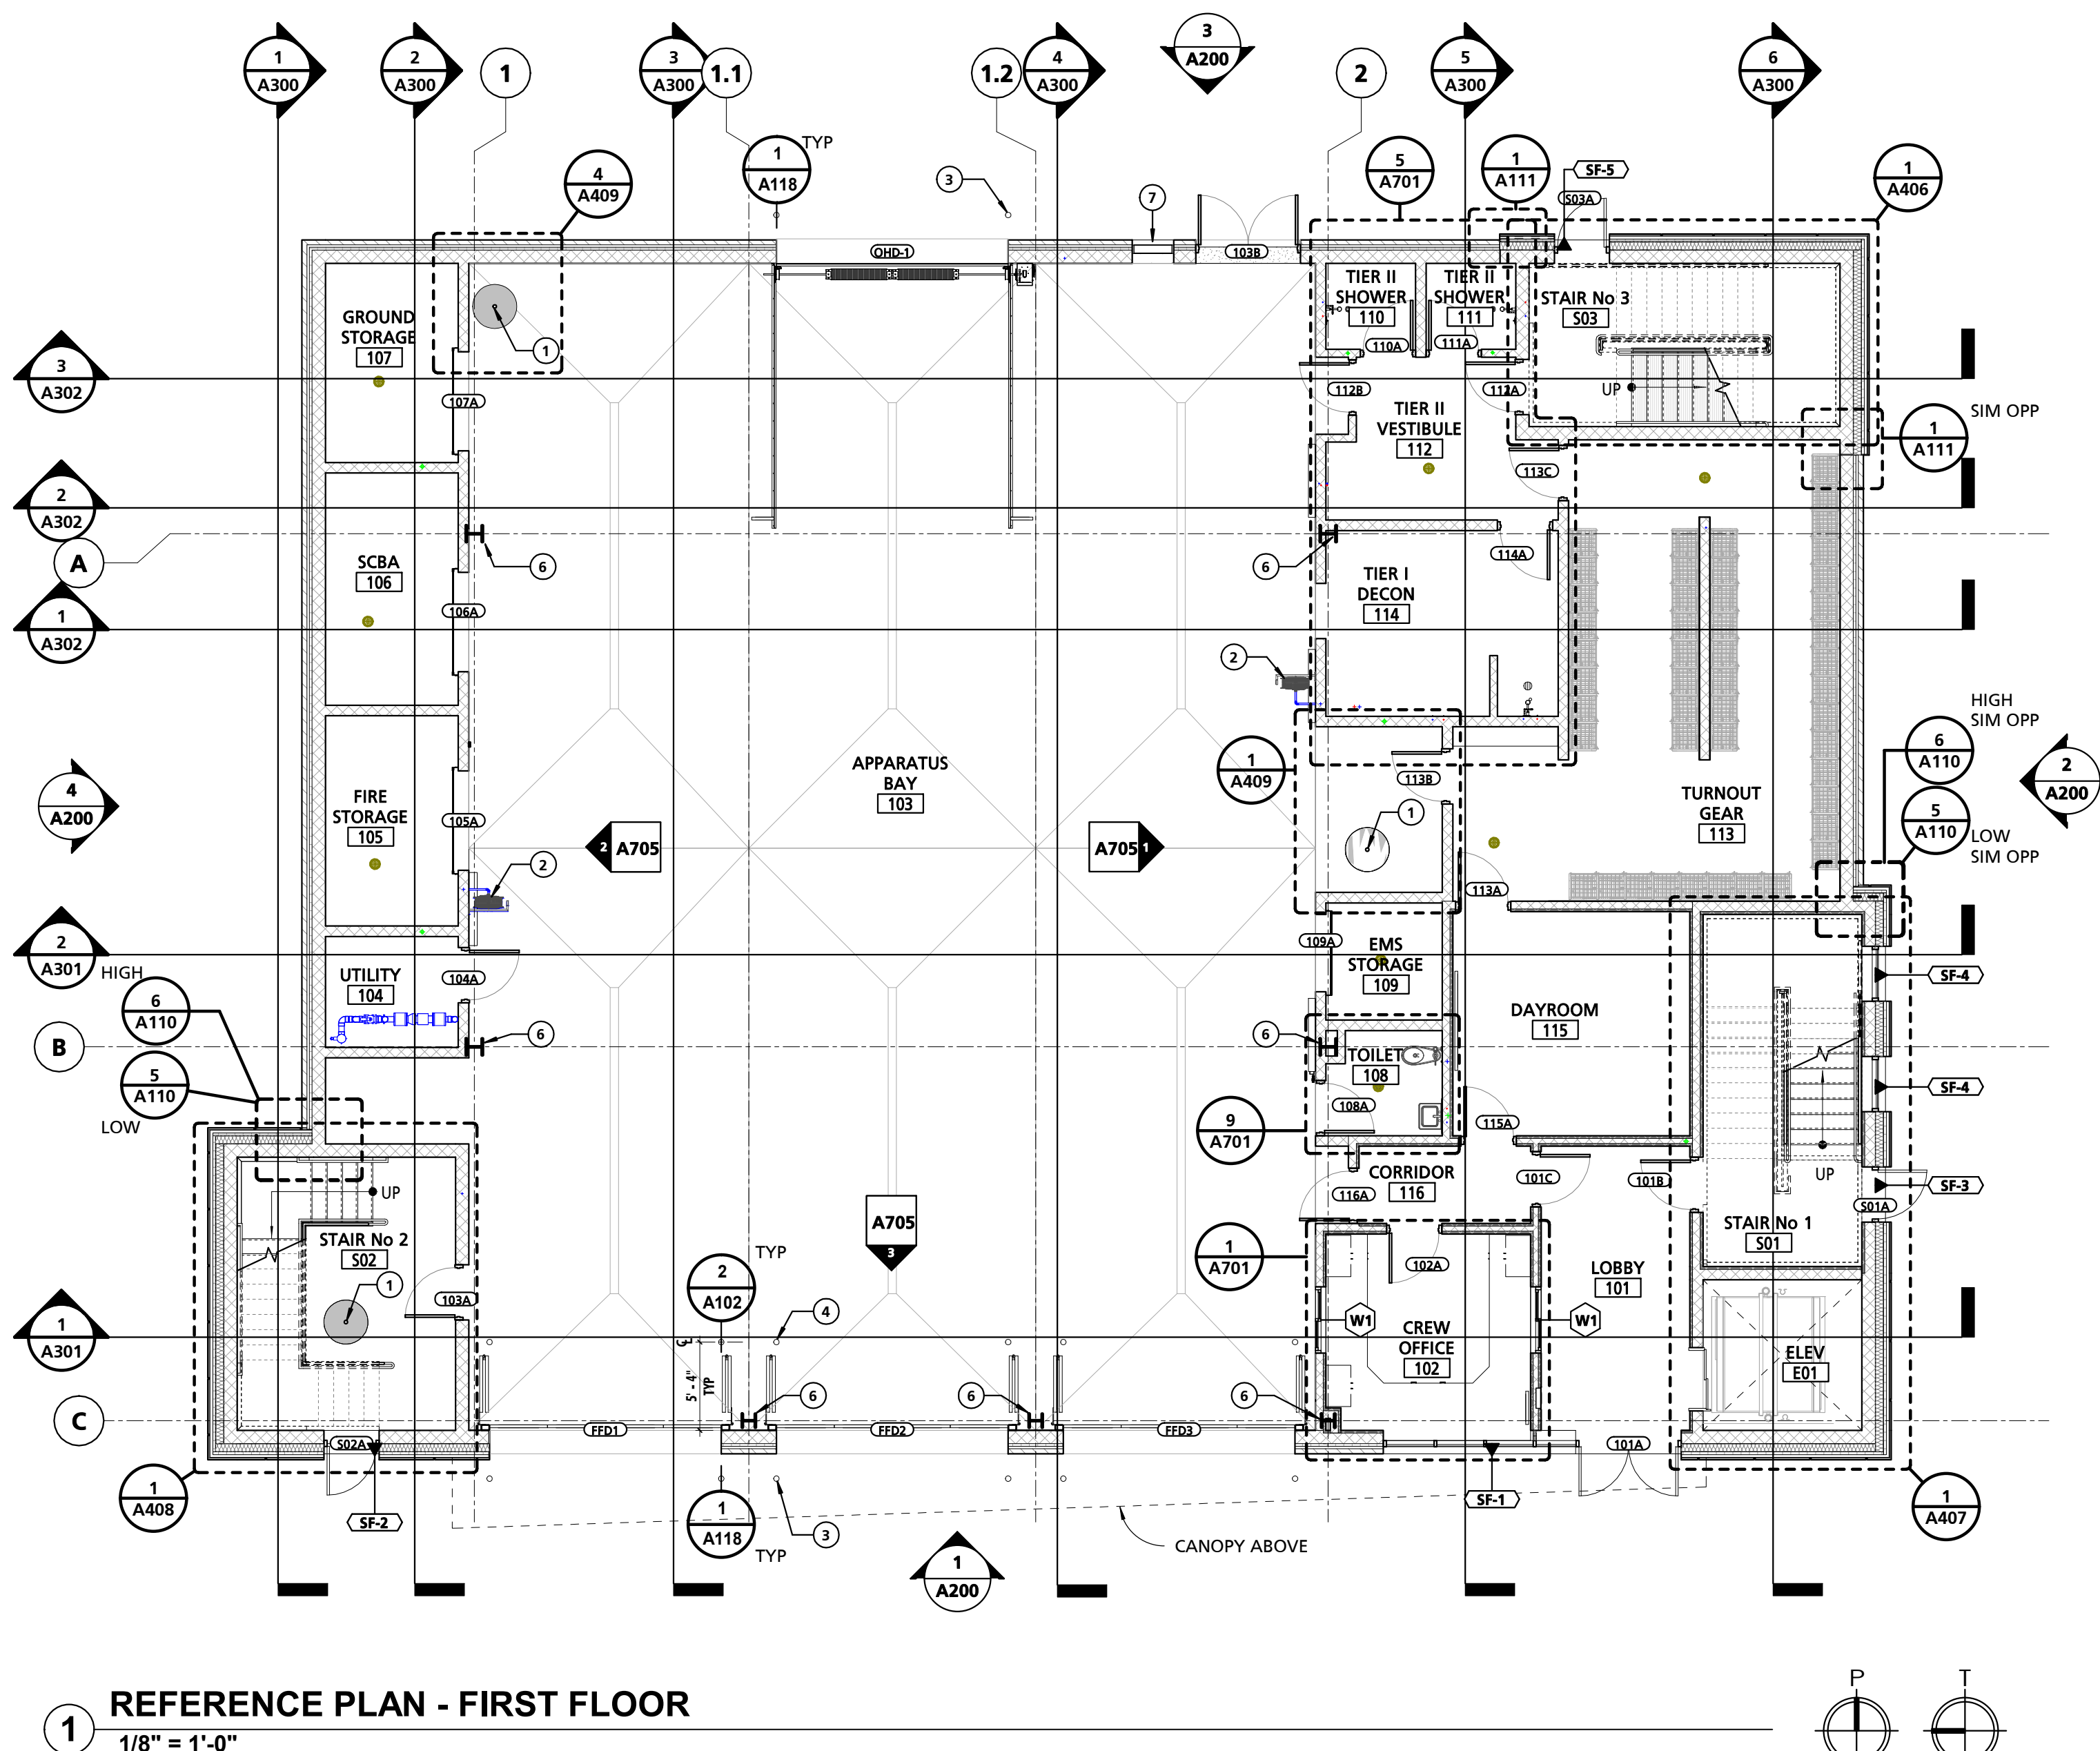 1
A300
2
A300
1
3
A300
1.1
1.2
4
A300
3
A200
2
5
A300
6
A300
TYP
1
A118
4
A409
3
7
5
A701
1
A111
SF-5
S03A
1
A406
OHD-1
103B
GROUND
STORAGE
107
1
TIER II
SHOWER
110
TIER II
SHOWER
111
STAIR No 3
S03
110A
111A
3
A302
107A
112B
112A
UP
TIER II
VESTIBULE
112
SIM OPP
1
A111
113C
2
A302
A
SCBA
106
6
6
114A
TIER I
DECON
114
106A
1
A302
2
HIGH
SIM OPP
6
A110
4
A200
FIRE
STORAGE
105
105A
APPARATUS
BAY
103
1
A409
113B
1
TURNOUT
GEAR
113
2
A200
5
A110
LOW
SIM OPP
2 A705
A705 1
2
113A
2
A301
HIGH
UTILITY
104
104A
109A
EMS
STORAGE
109
DAYROOM
115
SF-4
6
A110
B
6
6
TOILET
108
SF-4
5
A110
LOW
9
A701
108A
115A
CORRIDOR
116
116A
101C
101B
UP
SF-3
S01A
UP
STAIR No 2
S02
1
103A
A705
3
TYP
2
A102
4
1
A701
102A
LOBBY
101
STAIR No 1
S01
1
A301
W1
W1
CREW
OFFICE
102
ELEV
E01
CL
5' - 4"
TYP
6
6
6
C
S02A
FFD1
FFD2
FFD3
101A
1
A408
SF-2
1
A118
TYP
3
SF-1
1
A407
CANOPY ABOVE
1
A200
1
REFERENCE PLAN - FIRST FLOOR
1/8" = 1'-0"
P
T